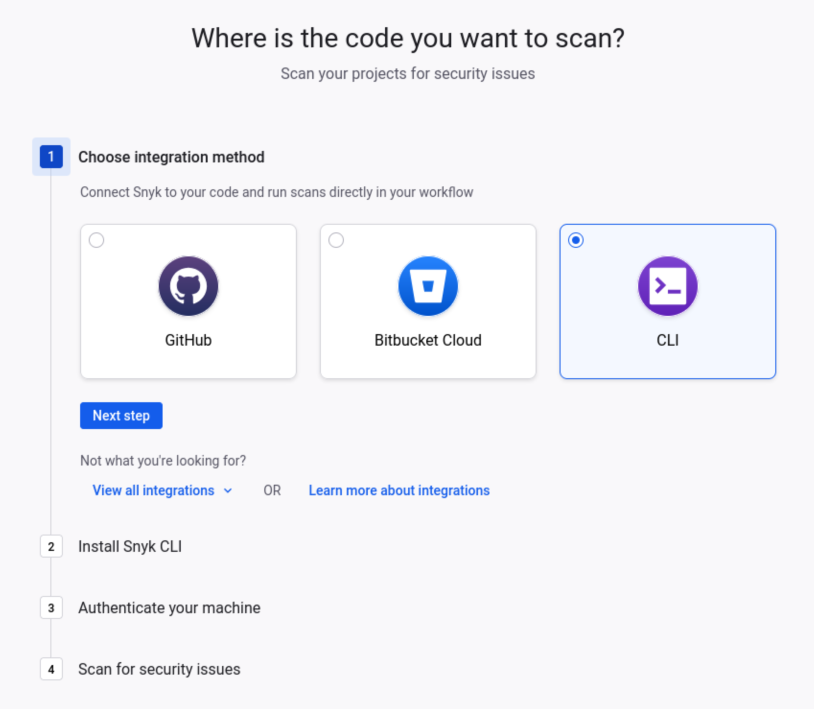 Where is the code you want to scan?
Scan your projects for security issues
1 Choose integration method
Connect Snyk to your code and run scans directly in your workflow
GitHub Bitbucket Cloud CLI
Next step
Not what you're looking for?
View all integrations OR Learn more about integrations
2 Install Snyk CLI
3 Authenticate your machine
4 Scan for security issues